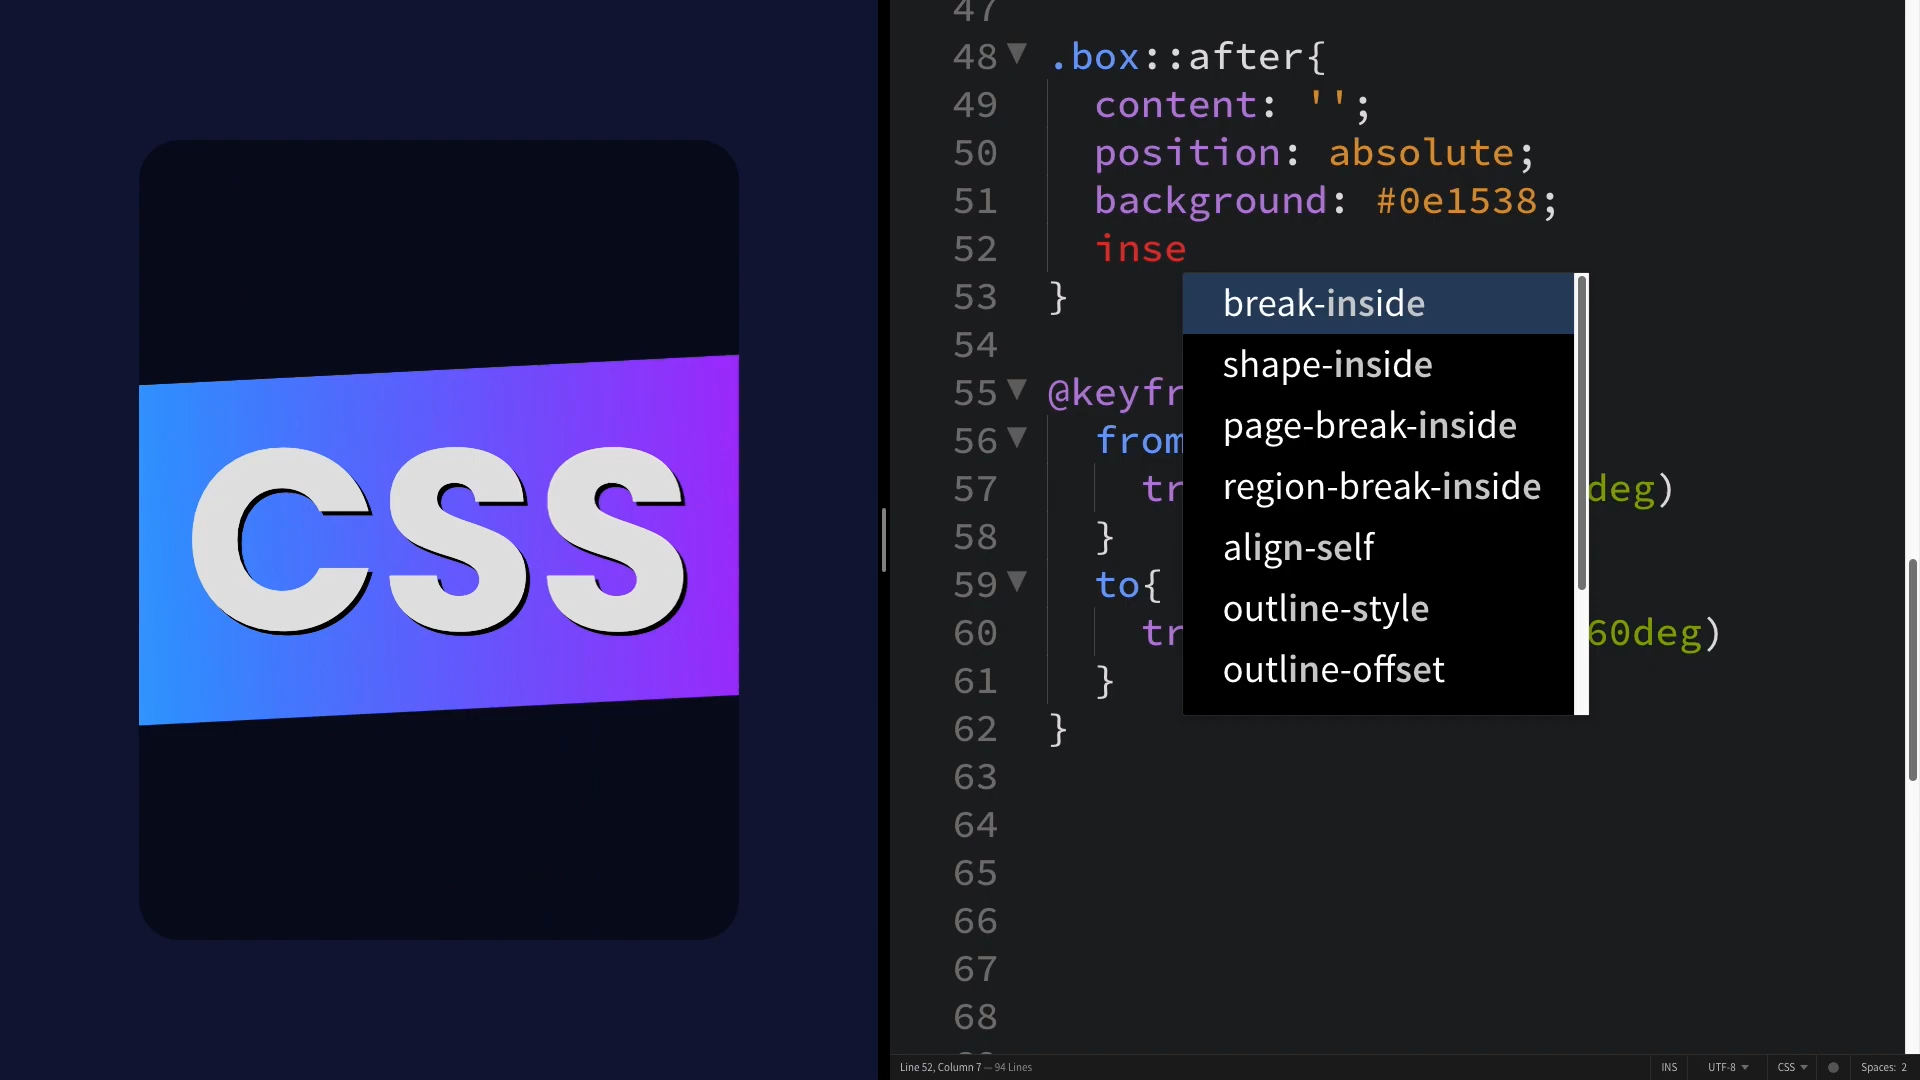 CSS
47
48 .box::after{
49 content: '';
50 position: absolute;
51 background: #0e1538;
52 inse
53 }
54
55 @keyfr
56 from
57 tr deg)
58 }
59 to{
60 tr 60deg)
61 }
62 }
63
64
65
66
67
68
break-inside
shape-inside
page-break-inside
region-break-inside
align-self
outline-style
outline-offset
Line 52, Column 7 — 94 Lines
INS UTF-8 CSS Spaces: 2